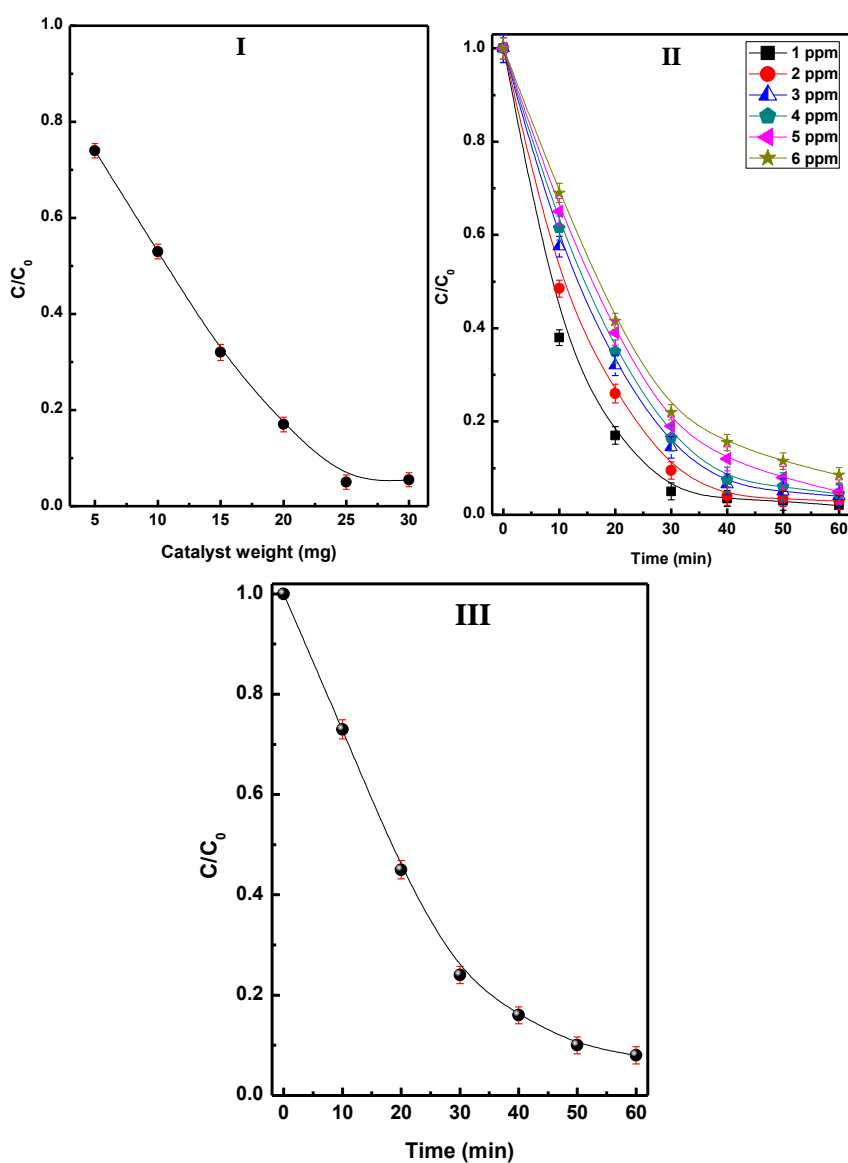 I
C/C0
1.0
0.8
0.6
0.4
0.2
0.0
5 10 15 20 25 30
Catalyst weight (mg)
II
1 ppm
2 ppm
3 ppm
4 ppm
5 ppm
6 ppm
C/C0
1.0
0.8
0.6
0.4
0.2
0.0
0 10 20 30 40 50 60
Time (min)
III
C/C0
1.0
0.8
0.6
0.4
0.2
0.0
0 10 20 30 40 50 60
Time (min)